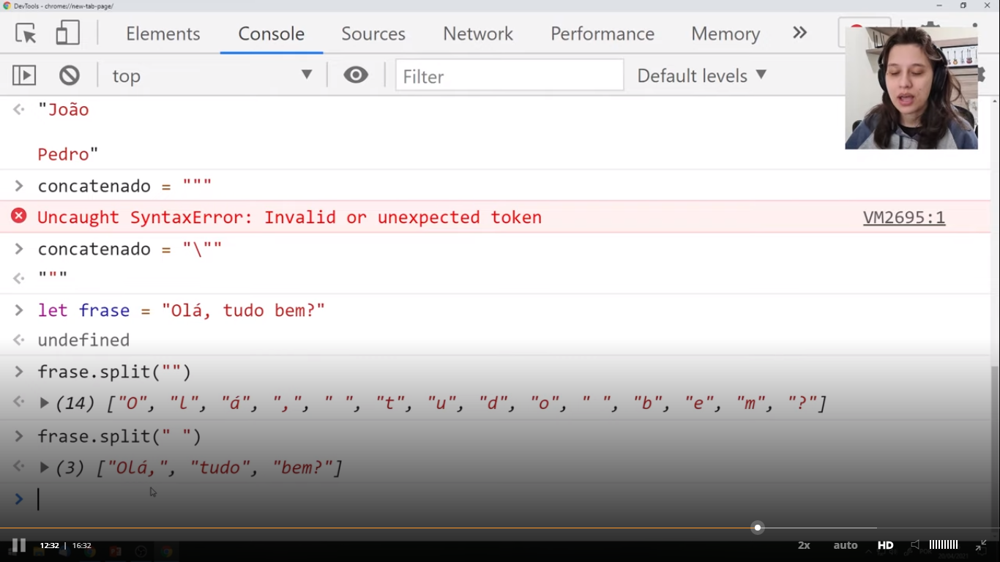 DevTools - chrome://new-tab-page/
Elements Console Sources Network Performance Memory »
top Filter Default levels
"João
Pedro"
> concatenado = """
Uncaught SyntaxError: Invalid or unexpected token VM2695:1
> concatenado = "\""
"""
> let frase = "Olá, tudo bem?"
undefined
> frase.split("")
(14) ["O", "l", "á", ",", " ", "t", "u", "d", "o", " ", "b", "e", "m", "?"]
> frase.split(" ")
(3) ["Olá,", "tudo", "bem?"]
>
12:32 | 16:32 2x auto HD